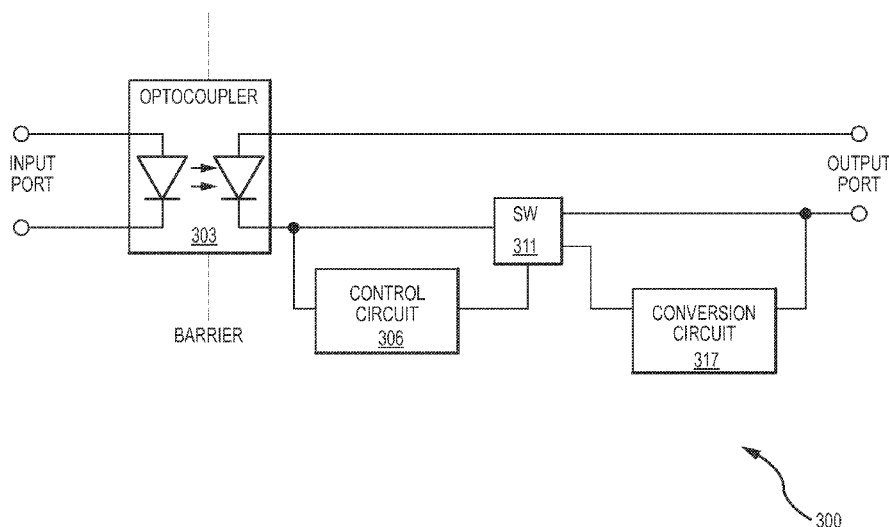 OPTOCOUPLER
INPUT
PORT
OUTPUT
PORT
SW
311
303
CONTROL
CIRCUIT
306
CONVERSION
CIRCUIT
317
BARRIER
300